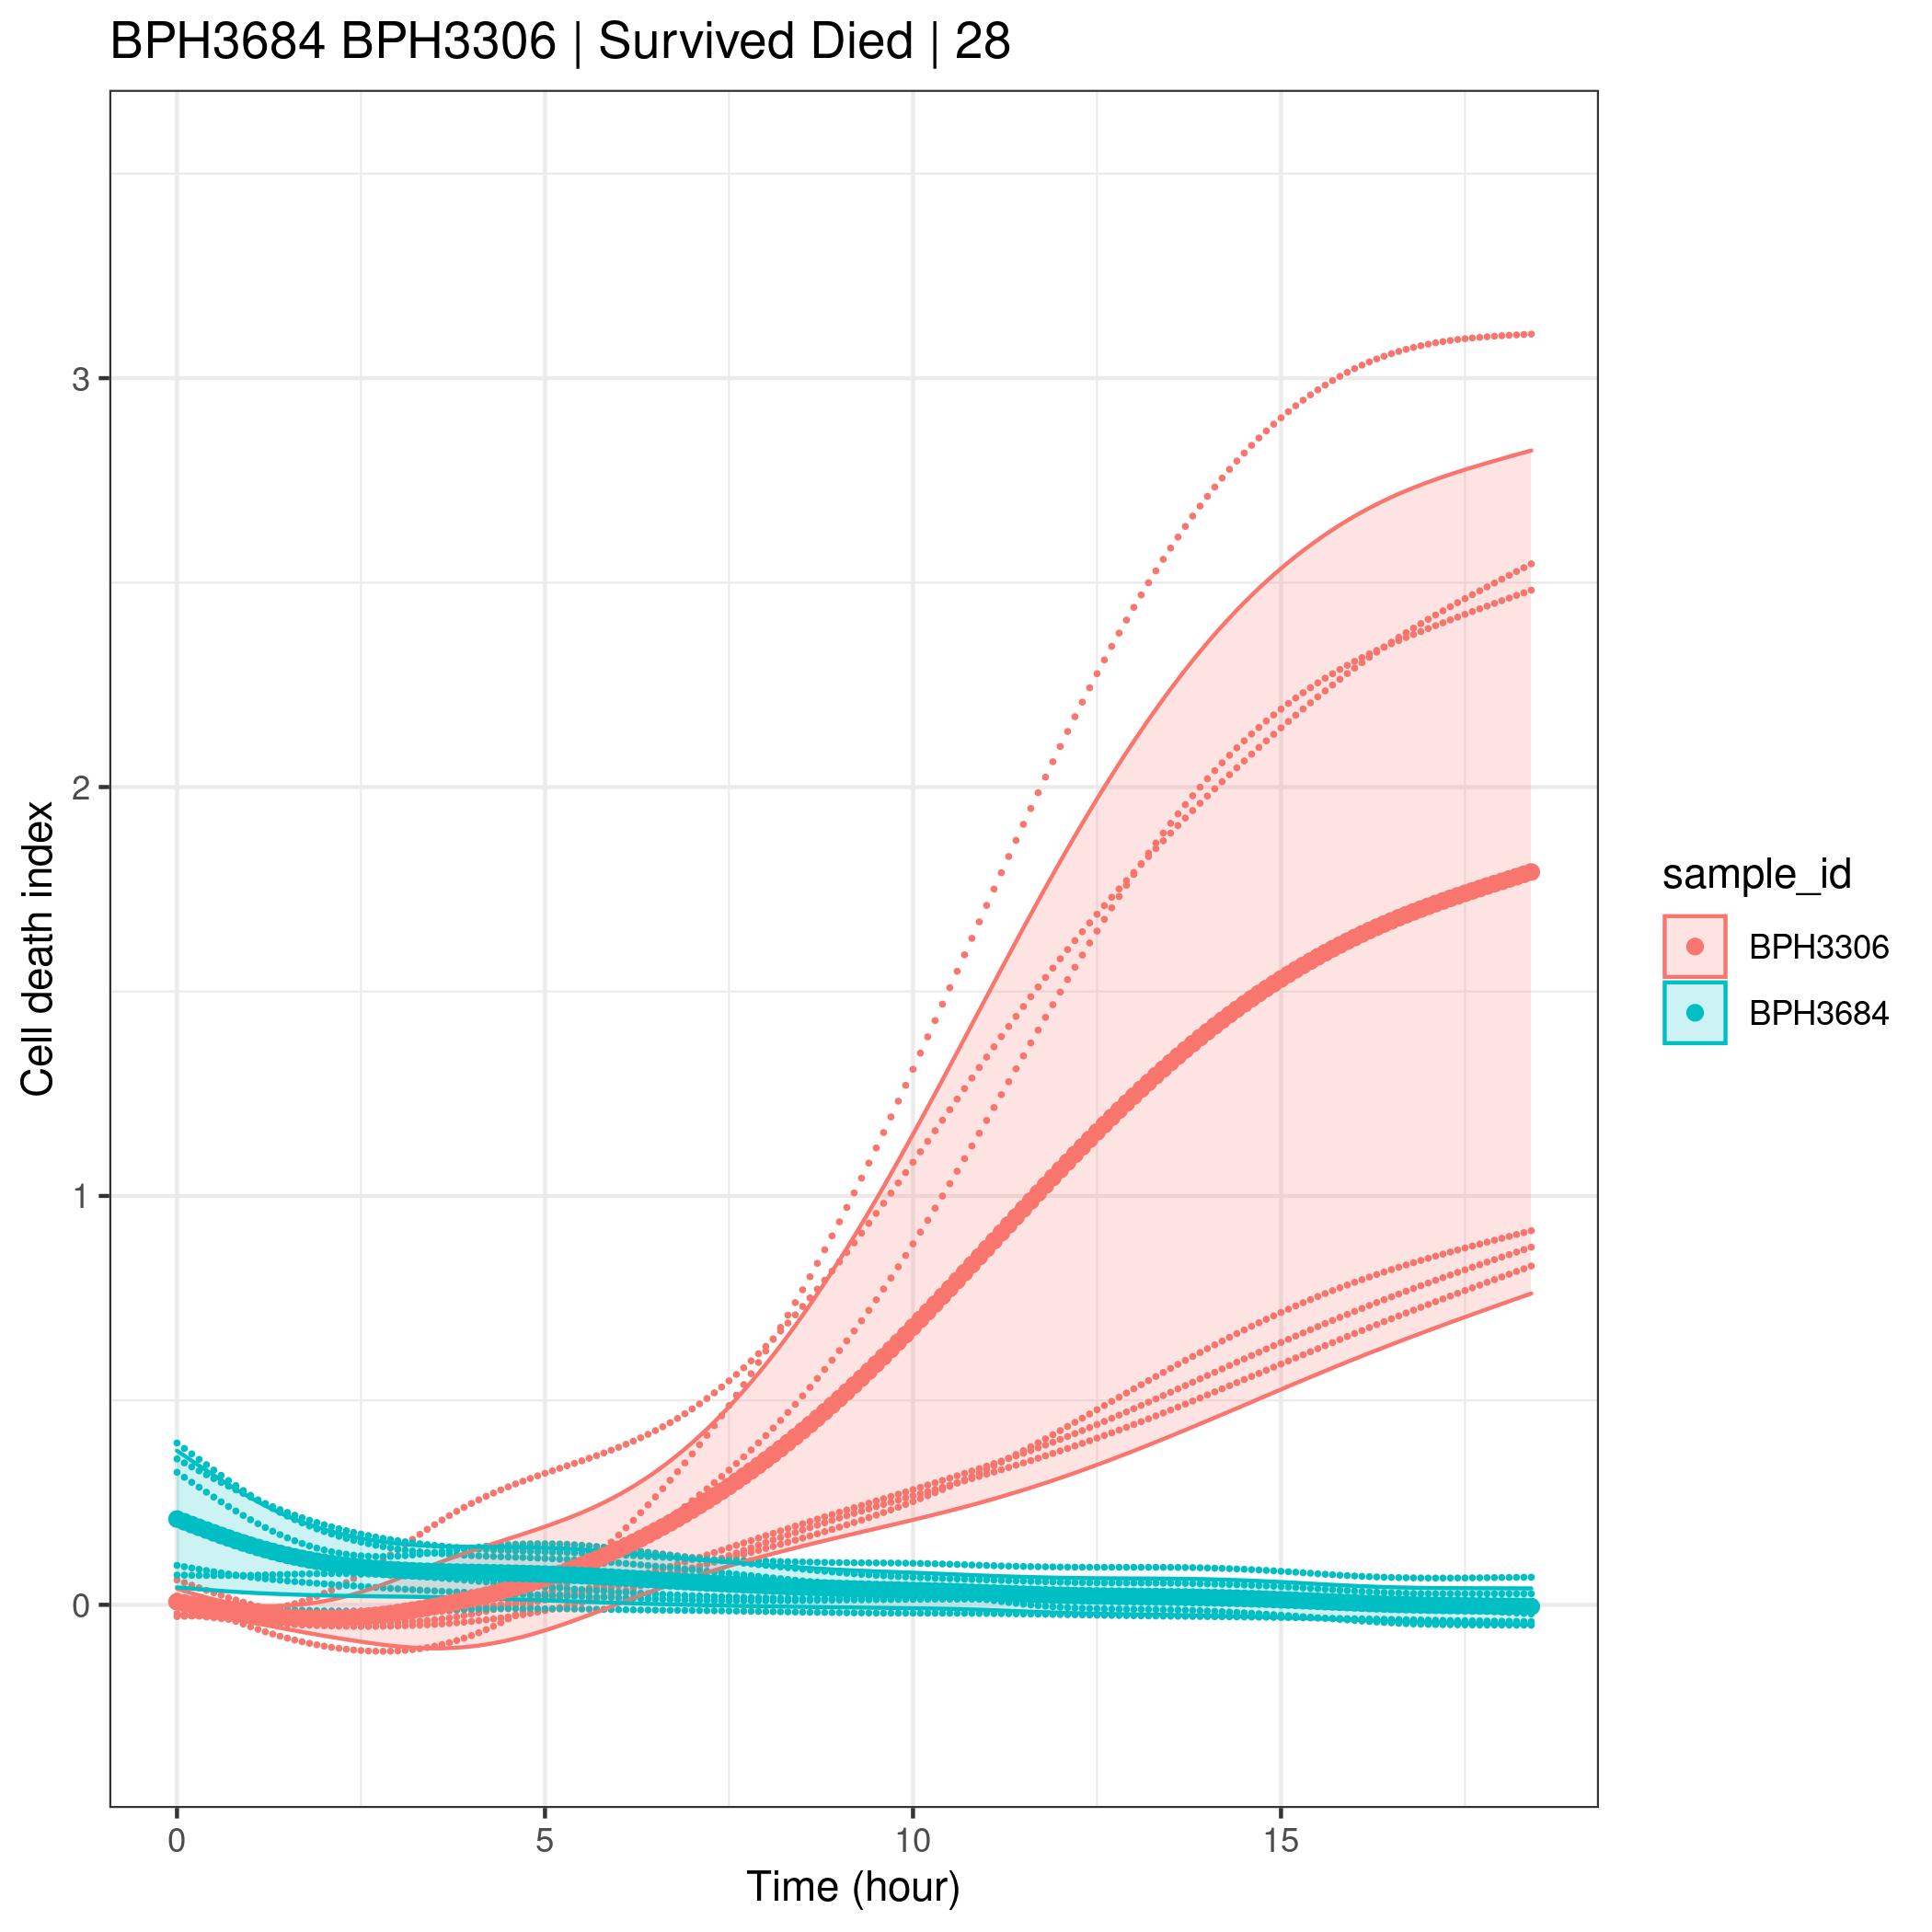 BPH3684 BPH3306 | Survived Died | 28
Cell death index
3
2
1
0
0 5 10 15
Time (hour)
sample_id
BPH3306
BPH3684